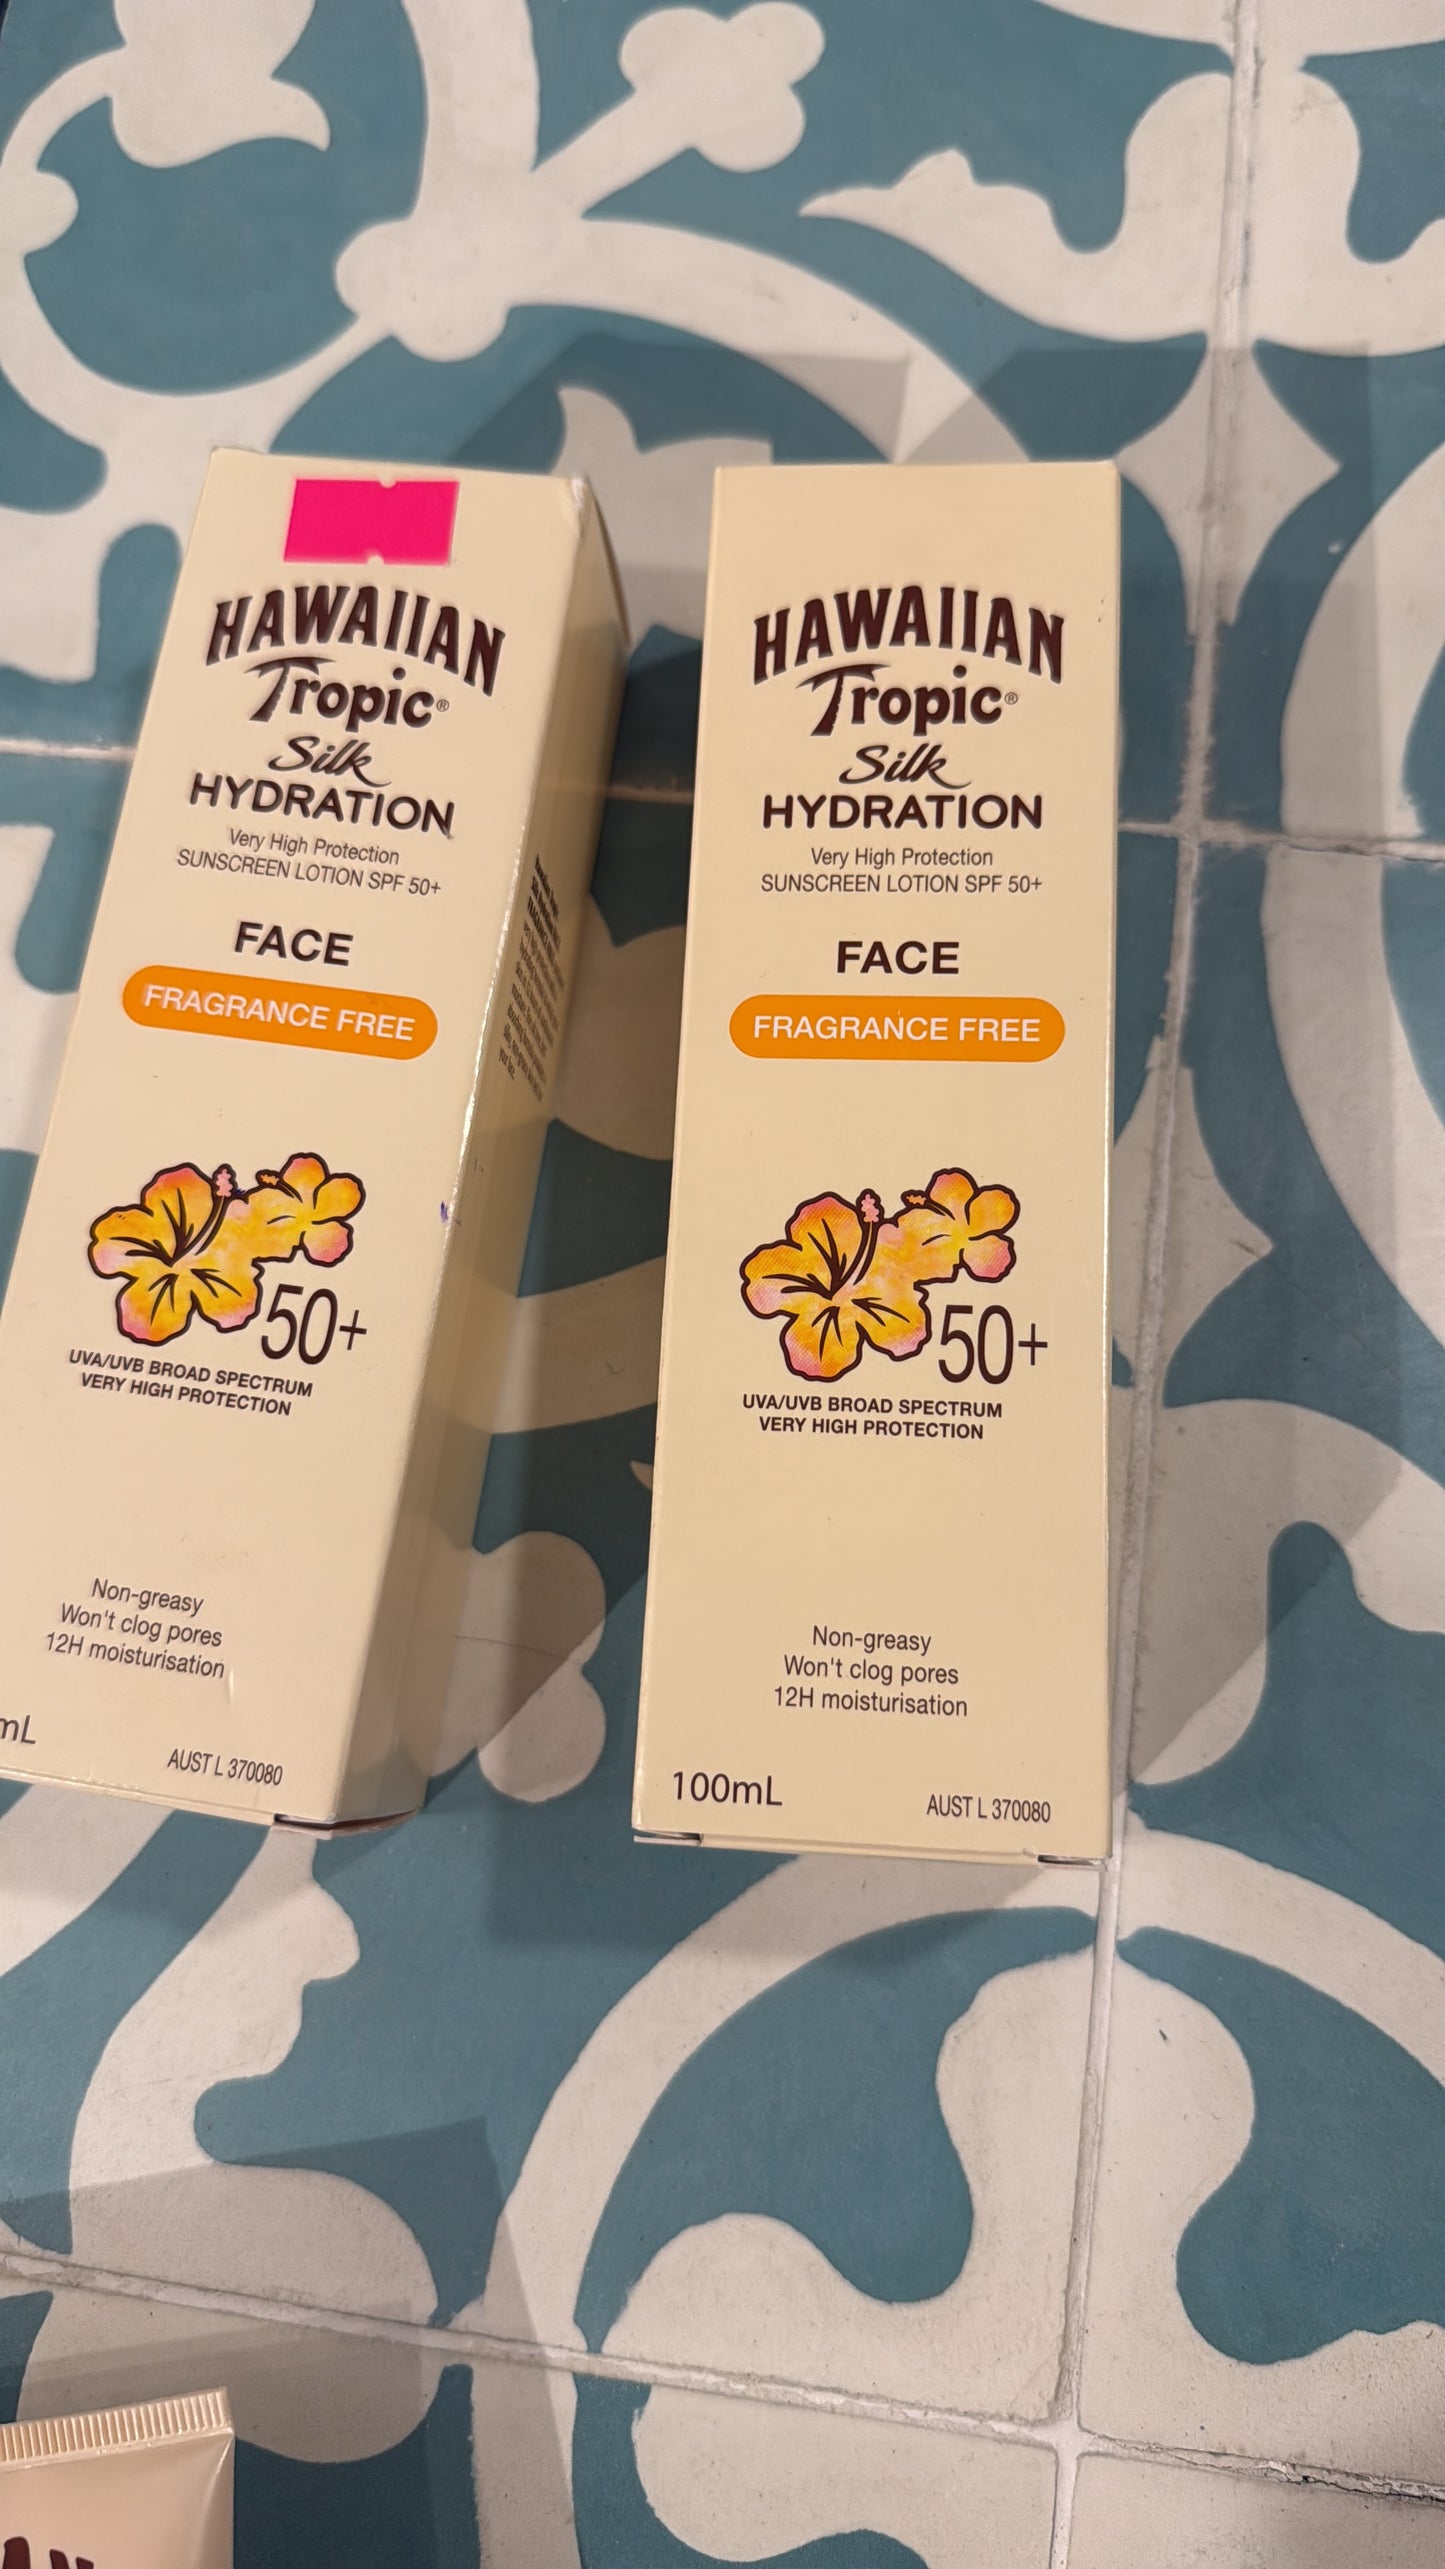 HAWAIIAN
Tropic®
Silk
HYDRATION
Very High Protection
SUNSCREEN LOTION SPF 50+
FACE
FRAGRANCE FREE
50+
UVA/UVB BROAD SPECTRUM
VERY HIGH PROTECTION
Non-greasy
Won't clog pores
12H moisturisation
mL
AUST L 370080
HAWAIIAN
Tropic®
Silk
HYDRATION
Very High Protection
SUNSCREEN LOTION SPF 50+
FACE
FRAGRANCE FREE
50+
UVA/UVB BROAD SPECTRUM
VERY HIGH PROTECTION
Non-greasy
Won't clog pores
12H moisturisation
100mL
AUST L 370080